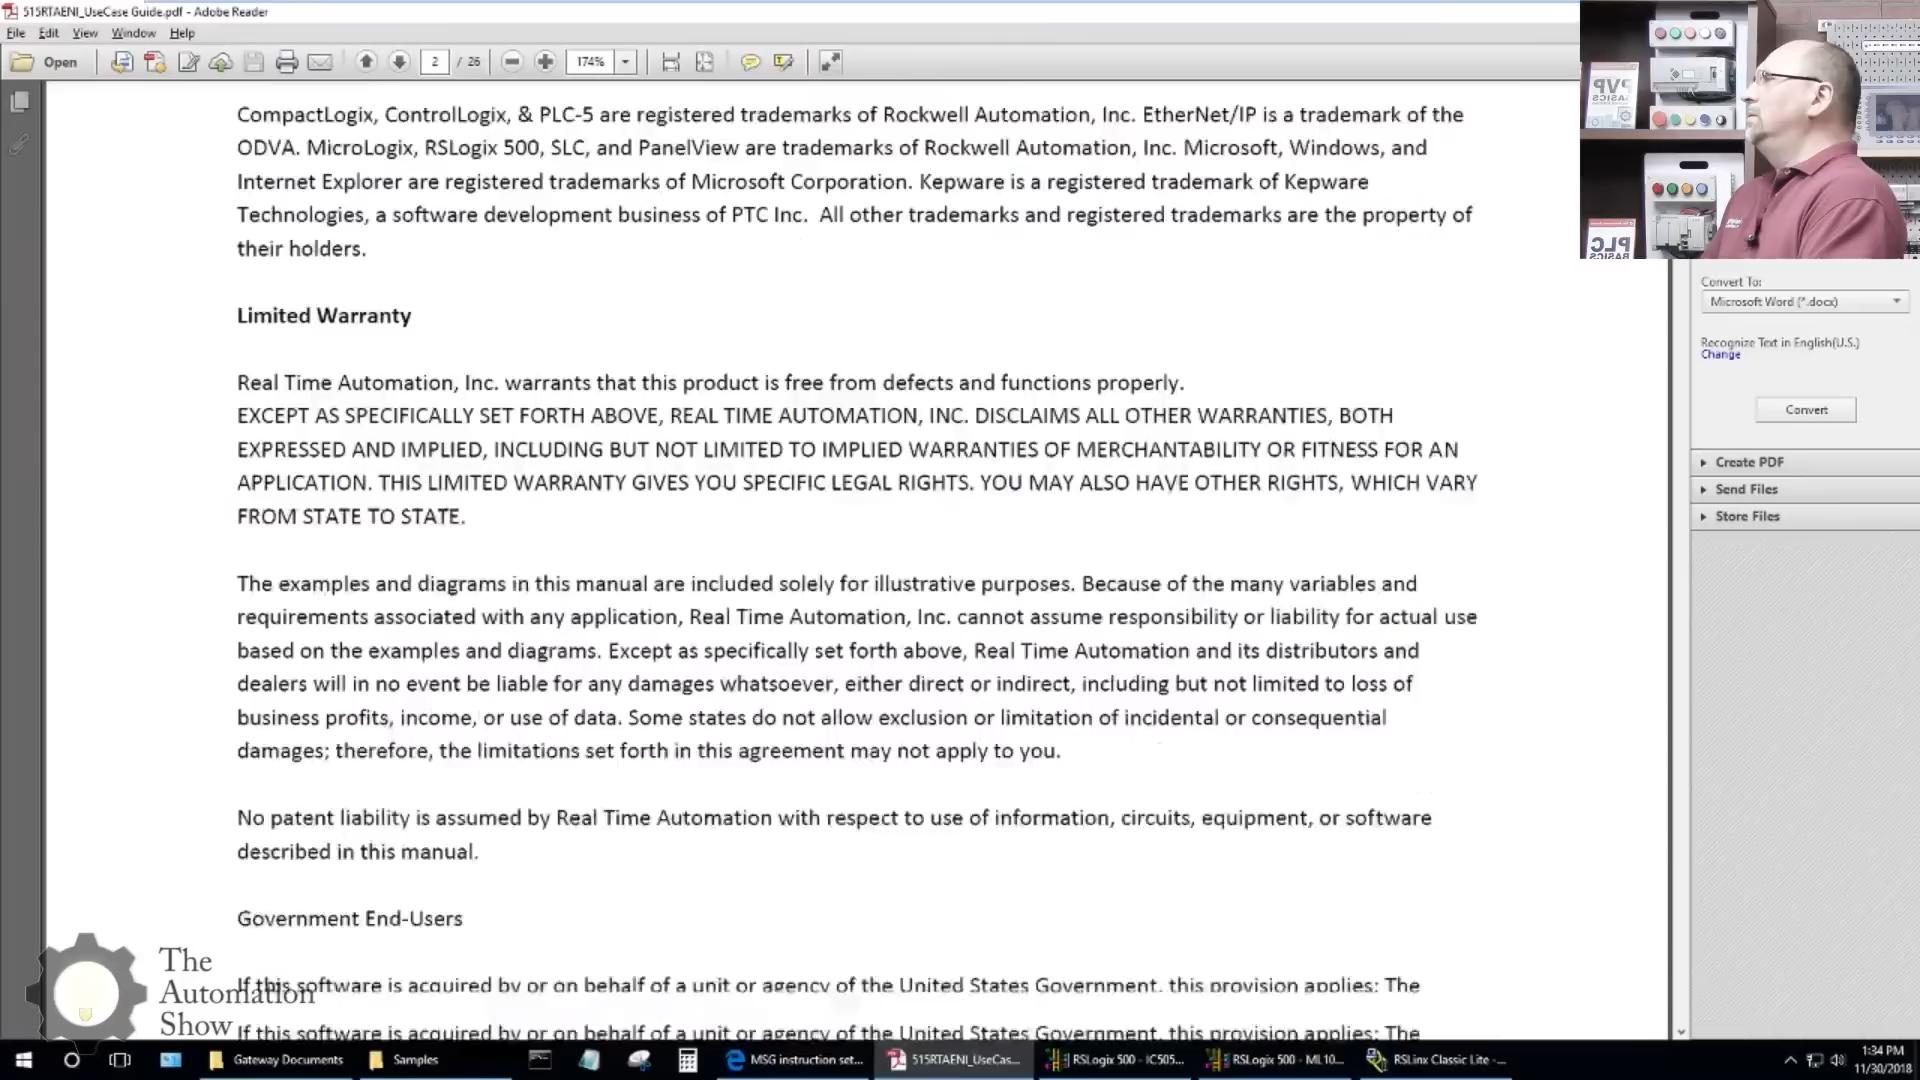 515RTAENI_UseCase Guide.pdf - Adobe Reader
File Edit View Window Help
Open 2 / 26 174%
CompactLogix, ControlLogix, & PLC-5 are registered trademarks of Rockwell Automation, Inc. EtherNet/IP is a trademark of the
ODVA. MicroLogix, RSLogix 500, SLC, and PanelView are trademarks of Rockwell Automation, Inc. Microsoft, Windows, and
Internet Explorer are registered trademarks of Microsoft Corporation. Kepware is a registered trademark of Kepware
Technologies, a software development business of PTC Inc. All other trademarks and registered trademarks are the property of
their holders.
Limited Warranty
Real Time Automation, Inc. warrants that this product is free from defects and functions properly.
EXCEPT AS SPECIFICALLY SET FORTH ABOVE, REAL TIME AUTOMATION, INC. DISCLAIMS ALL OTHER WARRANTIES, BOTH
EXPRESSED AND IMPLIED, INCLUDING BUT NOT LIMITED TO IMPLIED WARRANTIES OF MERCHANTABILITY OR FITNESS FOR AN
APPLICATION. THIS LIMITED WARRANTY GIVES YOU SPECIFIC LEGAL RIGHTS. YOU MAY ALSO HAVE OTHER RIGHTS, WHICH VARY
FROM STATE TO STATE.
The examples and diagrams in this manual are included solely for illustrative purposes. Because of the many variables and
requirements associated with any application, Real Time Automation, Inc. cannot assume responsibility or liability for actual use
based on the examples and diagrams. Except as specifically set forth above, Real Time Automation and its distributors and
dealers will in no event be liable for any damages whatsoever, either direct or indirect, including but not limited to loss of
business profits, income, or use of data. Some states do not allow exclusion or limitation of incidental or consequential
damages; therefore, the limitations set forth in this agreement may not apply to you.
No patent liability is assumed by Real Time Automation with respect to use of information, circuits, equipment, or software
described in this manual.
Government End-Users
If this software is acquired by or on behalf of a unit or agency of the United States Government, this provision applies: The
If this software is acquired by or on behalf of a unit or agency of the United States Government, this provision applies: The
PVP
BASICS
PLC
BASICS
Convert To:
Microsoft Word (*.docx)
Recognize Text in English(U.S.)
Change
Convert
Create PDF
Send Files
Store Files
The
Automation
Show
Gateway Documents Samples MSG instruction set... 515RTAENI_UseCas... RSLogix 500 - IC505... RSLogix 500 - ML10... RSLinx Classic Lite -...
1:34 PM
11/30/2018